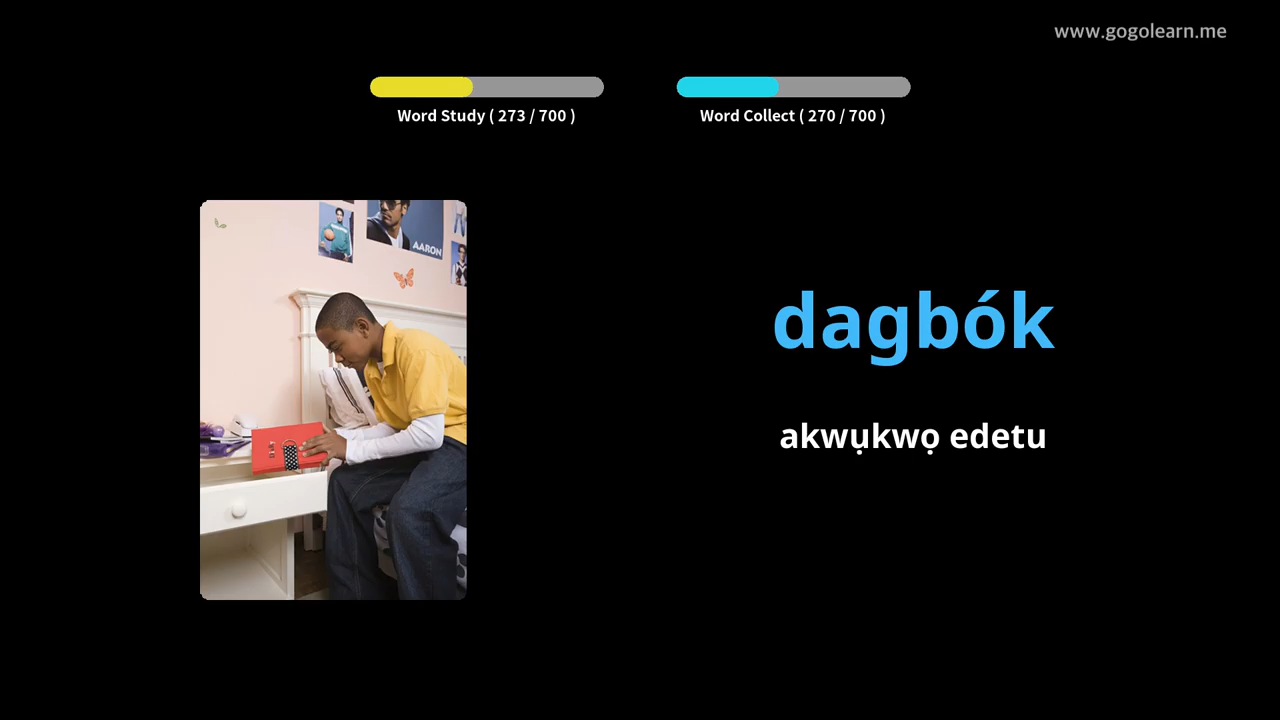 www.gogolearn.me
Word Study ( 273 / 700 )
Word Collect ( 270 / 700 )
AARON
dagbók
akwụkwọ edetu